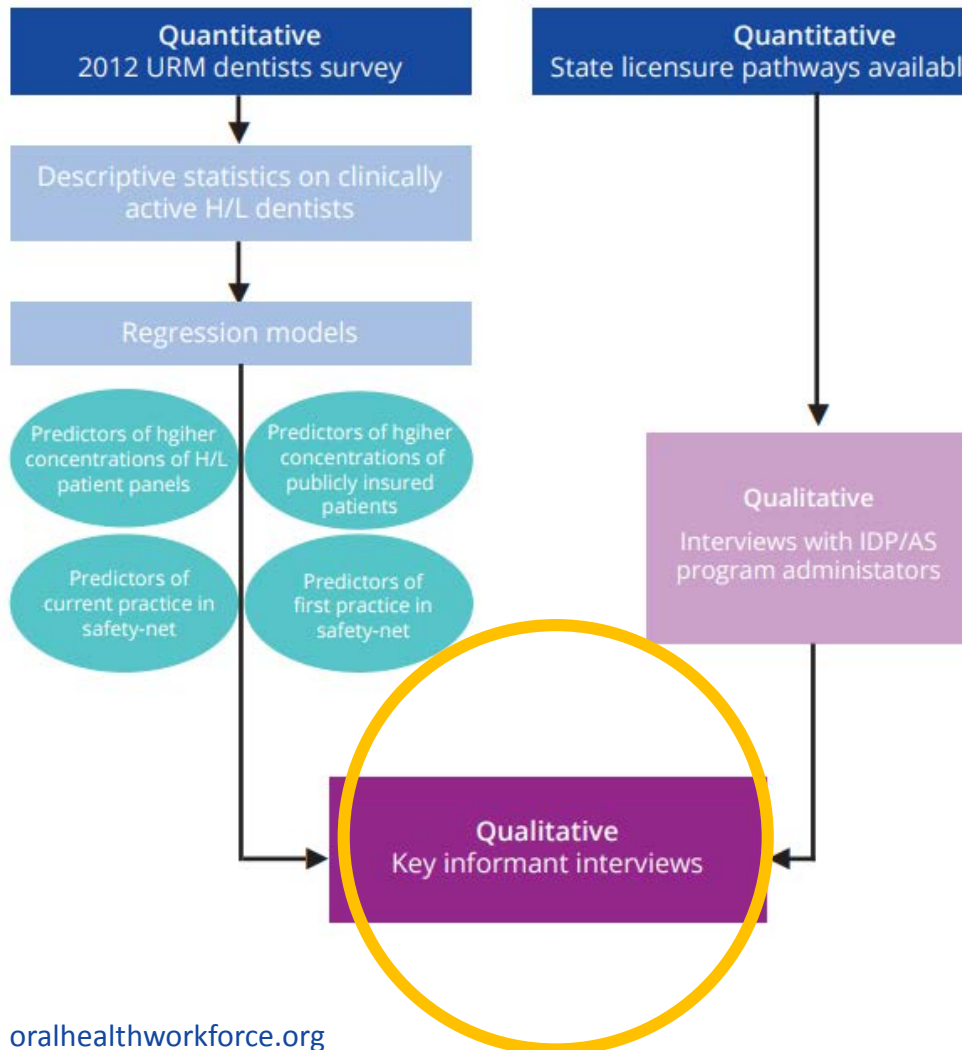 Quantitative
2012 URM dentists survey
Descriptive statistics on clinically
active H/L dentists
Regression models
Predictors of hgiher
concentrations of H/L
patient panels
Predictors of hgiher
concentrations of
publicly insured
patients
Predictors of
current practice in
safety-net
Predictors of
first practice in
safety-net
Quantitative
State licensure pathways availabl
Qualitative
Interviews with IDP/AS
program administators
Qualitative
Key informant interviews
oralhealthworkforce.org